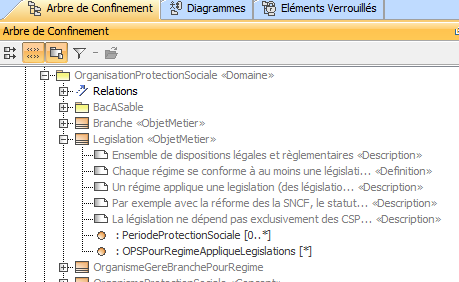 Arbre de Confinement Diagrammes Eléments Verrouillés
Arbre de Confinement
OrganisationProtectionSociale «Domaine»
Relations
BacASable
Branche «ObjetMetier»
Legislation «ObjetMetier»
Ensemble de dispositions légales et règlementaires «Description»
Chaque régime se conforme à au moins une législati... «Definition»
Un régime applique une legislation (des législatio... «Description»
Par exemple avec la réforme des la SNCF, le statut... «Description»
La législation ne dépend pas exclusivement des CSP... «Description»
: PeriodeProtectionSociale [0..*]
: OPSPourRegimeAppliqueLegislations [*]
OrganismeGereBranchePourRegime
OrganismeProtectionSociale «Concept»